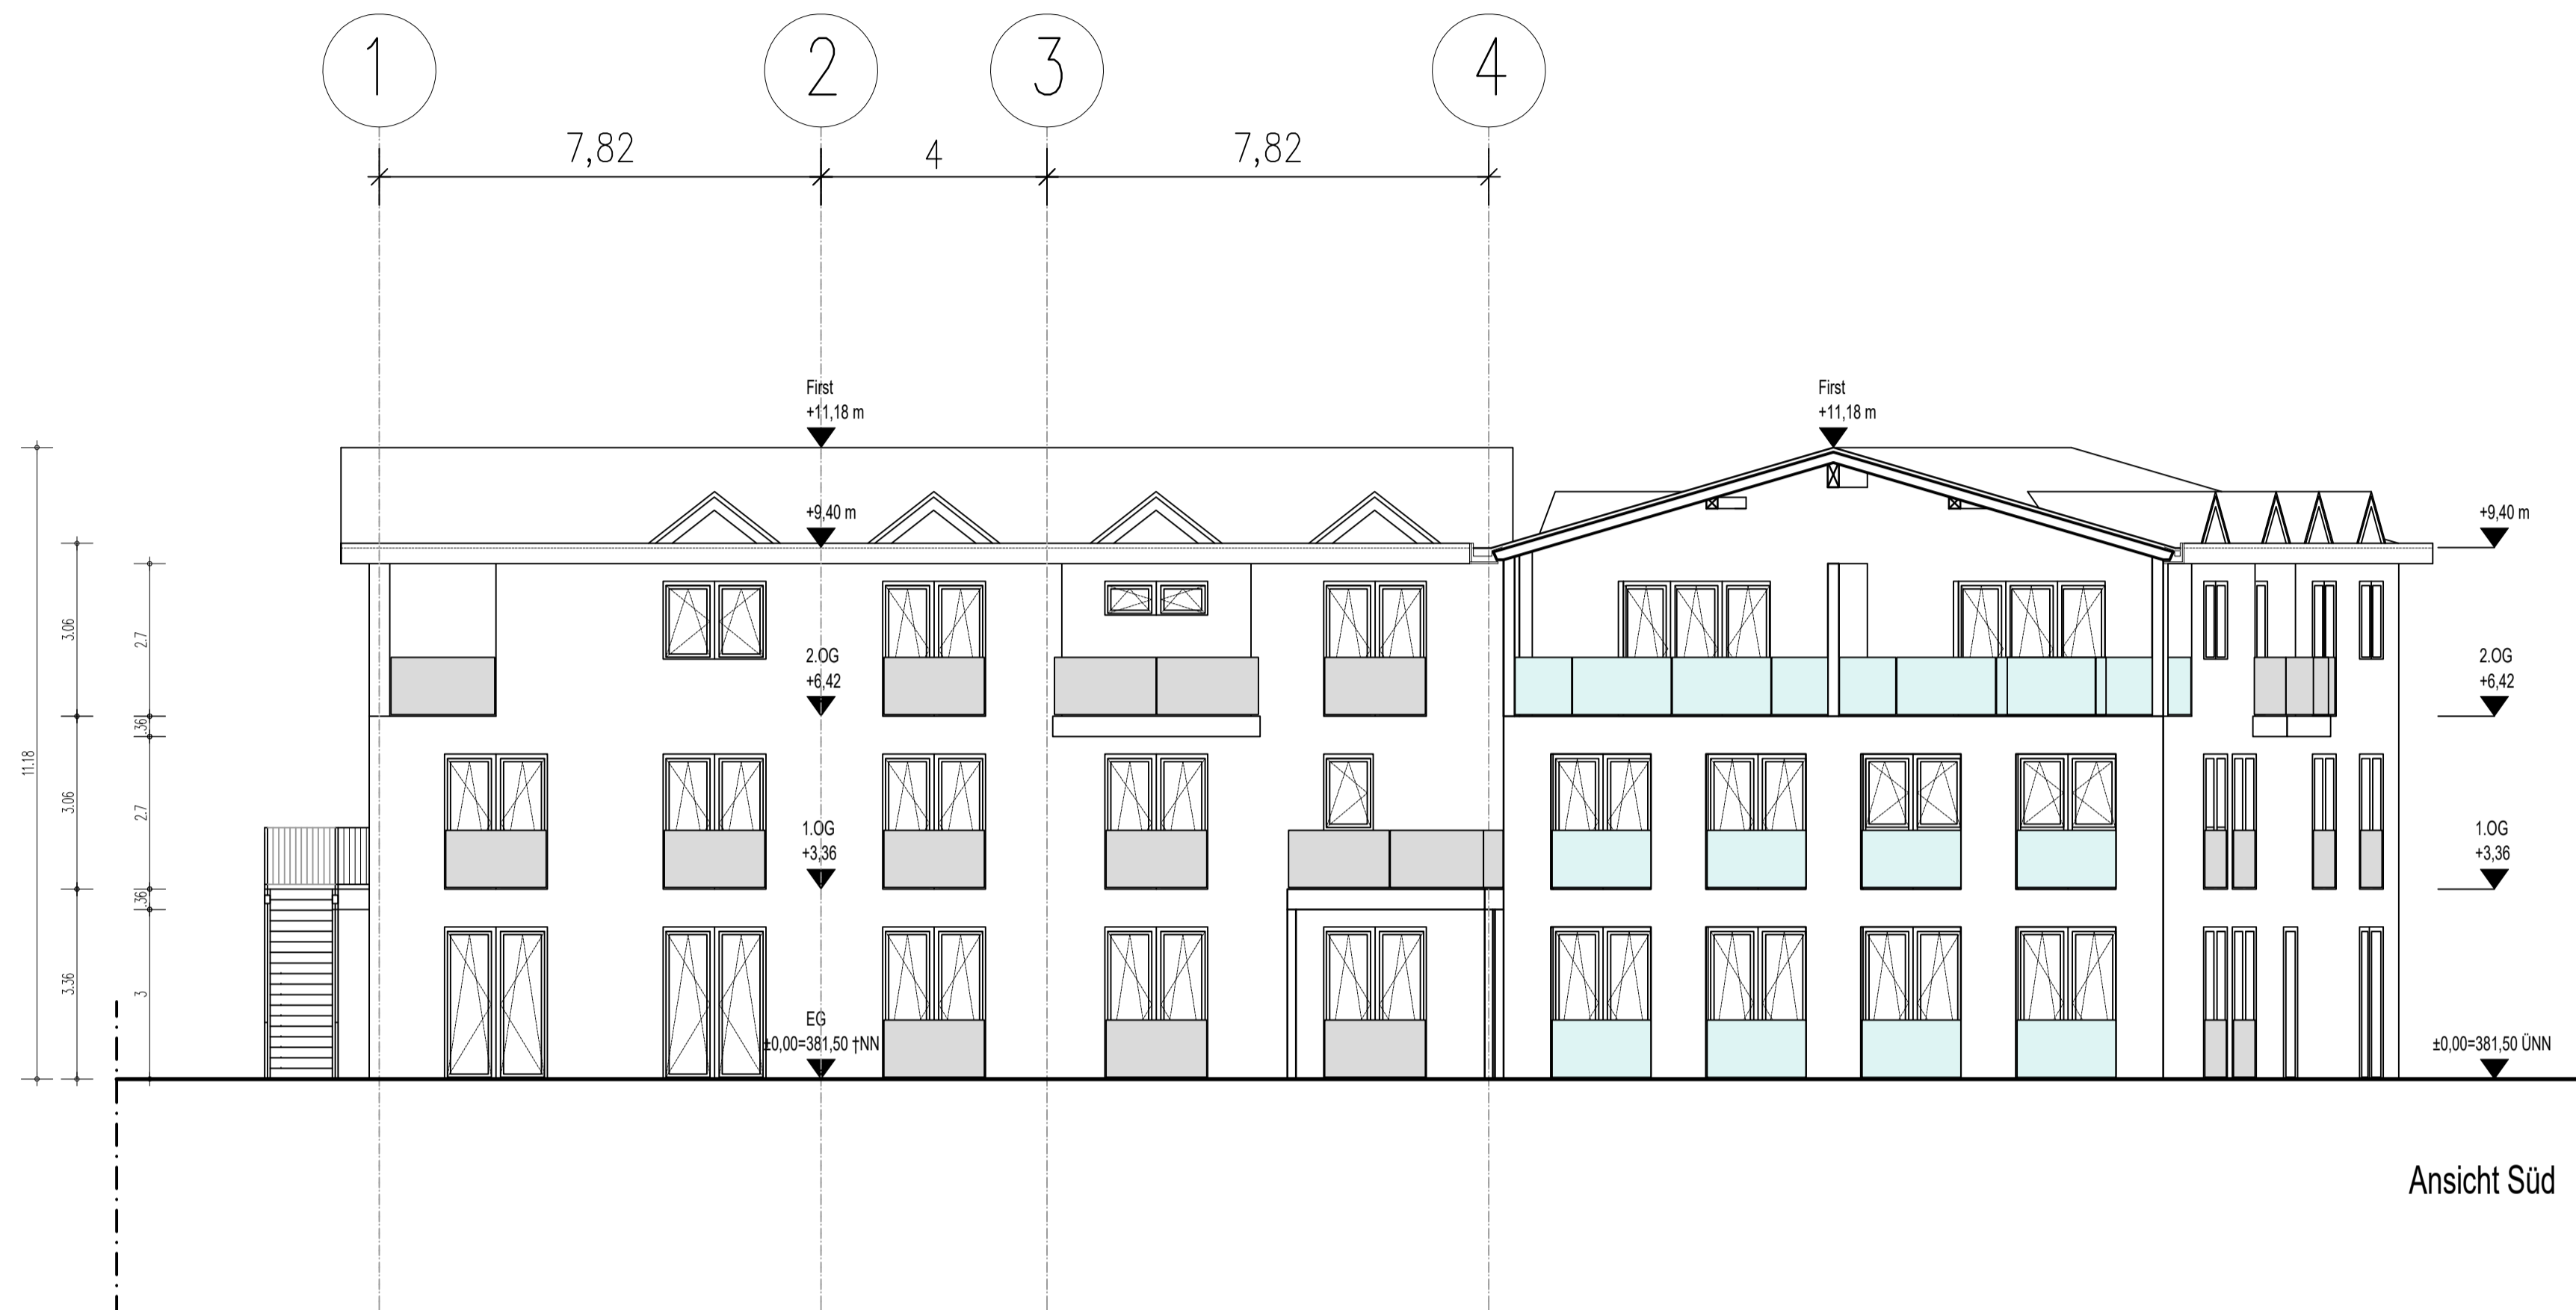 1
2
3
4
7,82
4
7,82
First
+11,18 m
First
+11,18 m
+9,40 m
+9,40 m
2.OG
+6,42
2.OG
+6,42
1.OG
+3,36
1.OG
+3,36
EG
±0,00=381,50 †NN
±0,00=381,50 ÜNN
11.18
3.06
3.06
3.36
2.7
.36
2.7
.36
3
Ansicht Süd